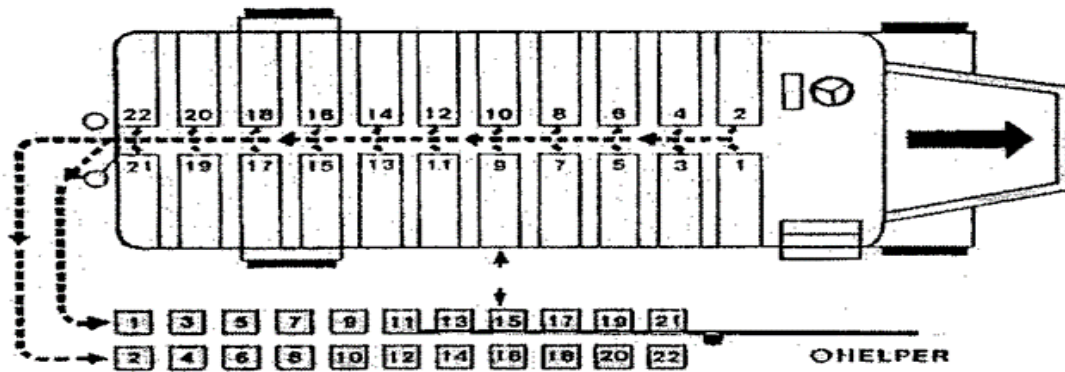 22 20 18 16 14 12 10 8 6 4 2
21 19 17 15 13 11 9 7 5 3 1
1 3 5 7 9 11 13 15 17 19 21
2 4 6 8 10 12 14 16 18 20 22 HELPER